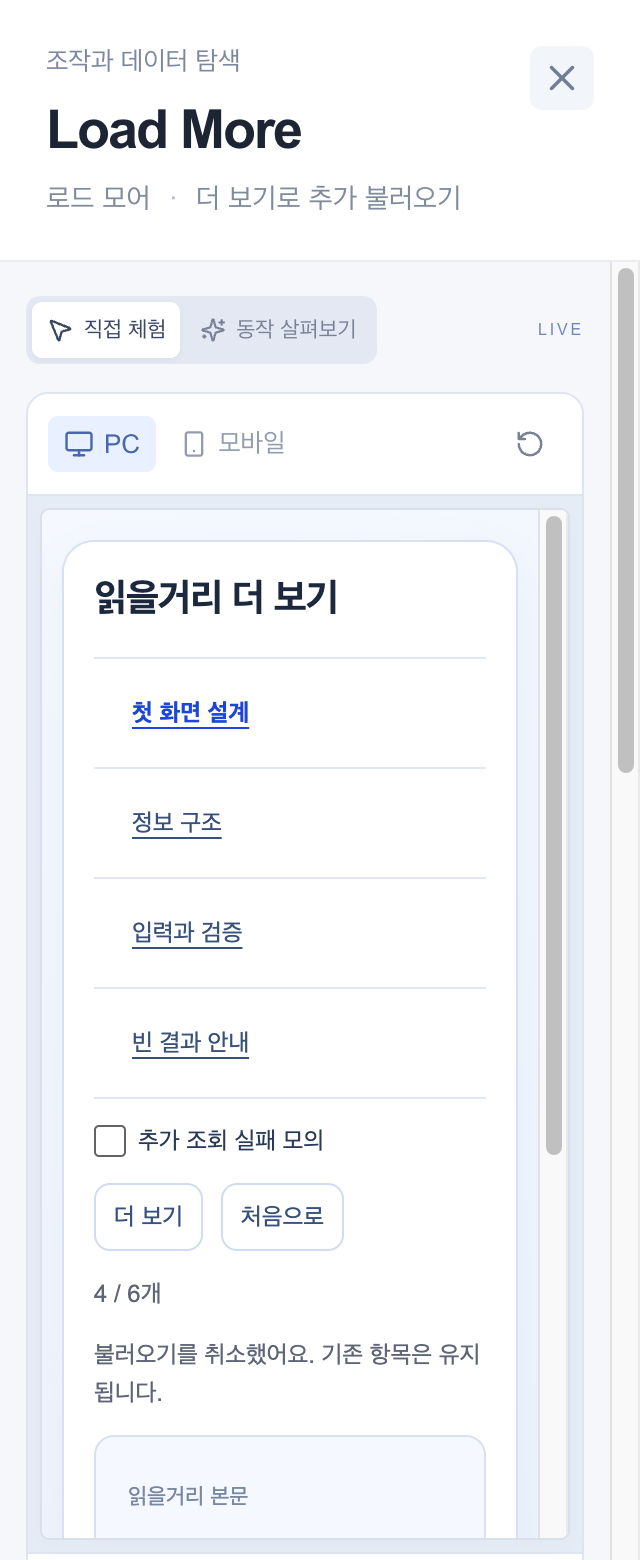 조작과 데이터 탐색
Load More
로드 모어 · 더 보기로 추가 불러오기
직접 체험
동작 살펴보기
LIVE
PC
모바일
읽을거리 더 보기
첫 화면 설계
정보 구조
입력과 검증
빈 결과 안내
추가 조회 실패 모의
더 보기
처음으로
4 / 6개
불러오기를 취소했어요. 기존 항목은 유지
됩니다.
읽을거리 본문